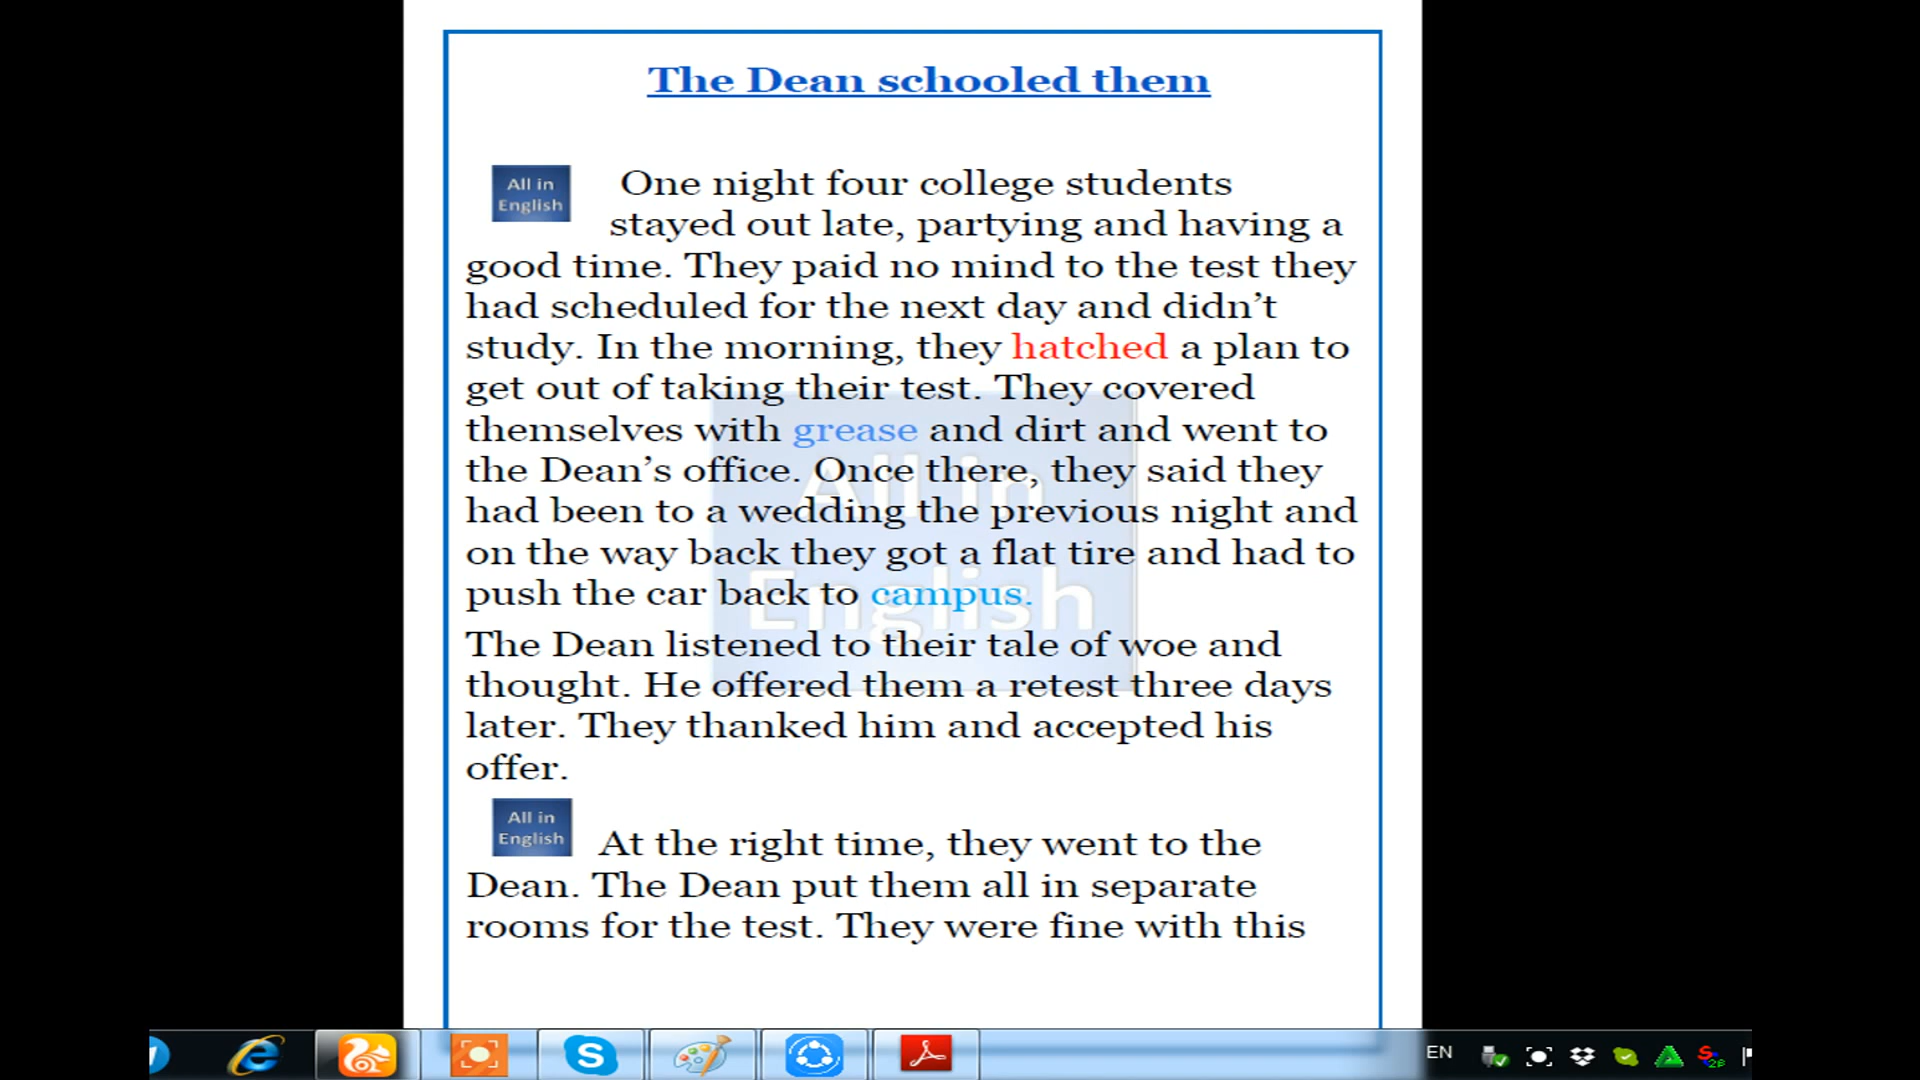 The Dean schooled them
All in
English
One night four college students
stayed out late, partying and having a
good time. They paid no mind to the test they
had scheduled for the next day and didn't
study. In the morning, they hatched a plan to
get out of taking their test. They covered
themselves with grease and dirt and went to
the Dean's office. Once there, they said they
had been to a wedding the previous night and
on the way back they got a flat tire and had to
push the car back to campus.
All in
English
The Dean listened to their tale of woe and
thought. He offered them a retest three days
later. They thanked him and accepted his
offer.
All in
English
At the right time, they went to the
Dean. The Dean put them all in separate
rooms for the test. They were fine with this
EN